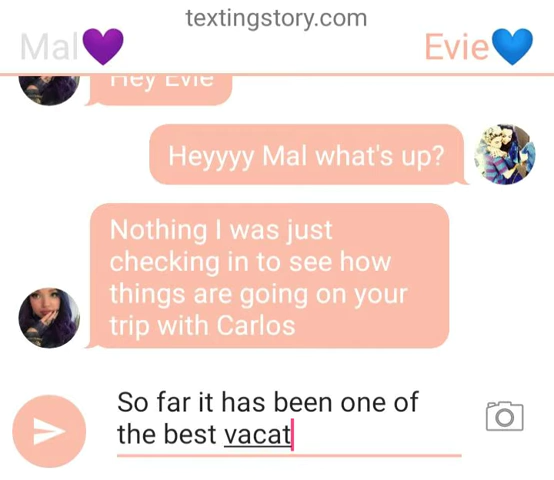 textingstory.com
Mal💜
Evie💙
Hey Evie
Heyyyy Mal what's up?
Nothing I was just
checking in to see how
things are going on your
trip with Carlos
So far it has been one of
the best vacat